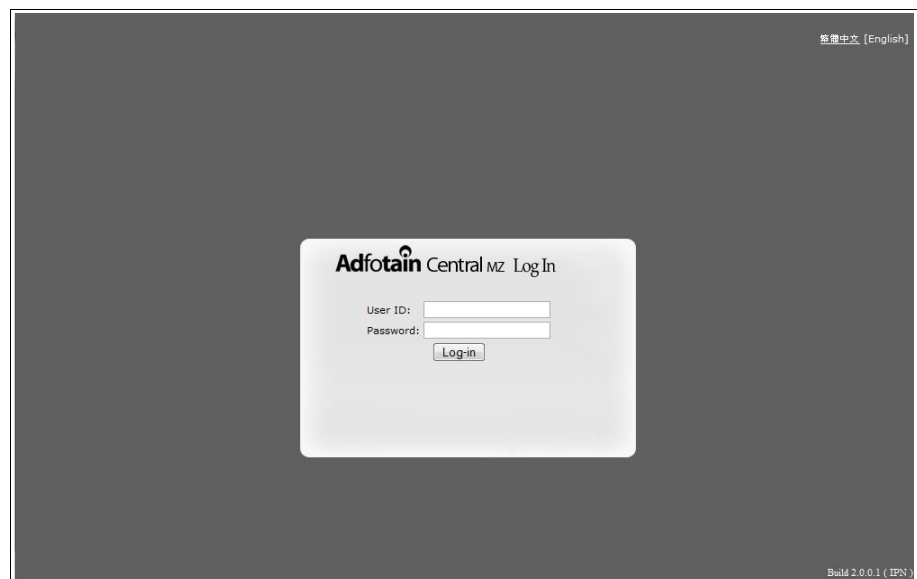 繁體中文 [English]
Adfotain Central MZ Log In
User ID:
Password:
Log-in
Build 2.0.0.1 ( IPN )